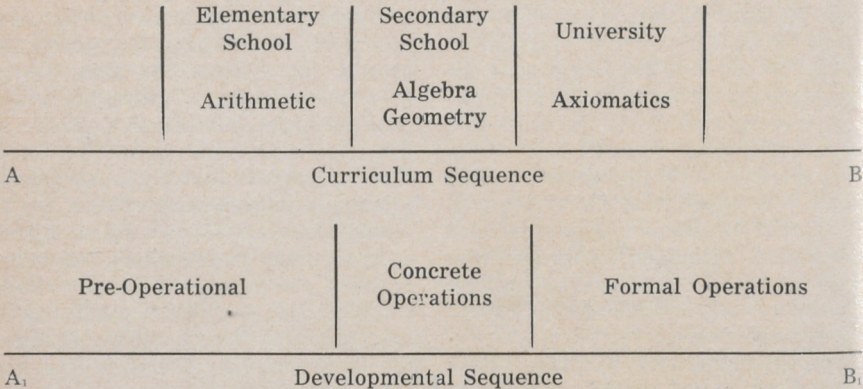 Elementary School
Secondary School
University
Arithmetic
Algebra Geometry
Axiomatics
A Curriculum Sequence B
Pre-Operational
Concrete Operations
Formal Operations
A₁ Developmental Sequence B₁